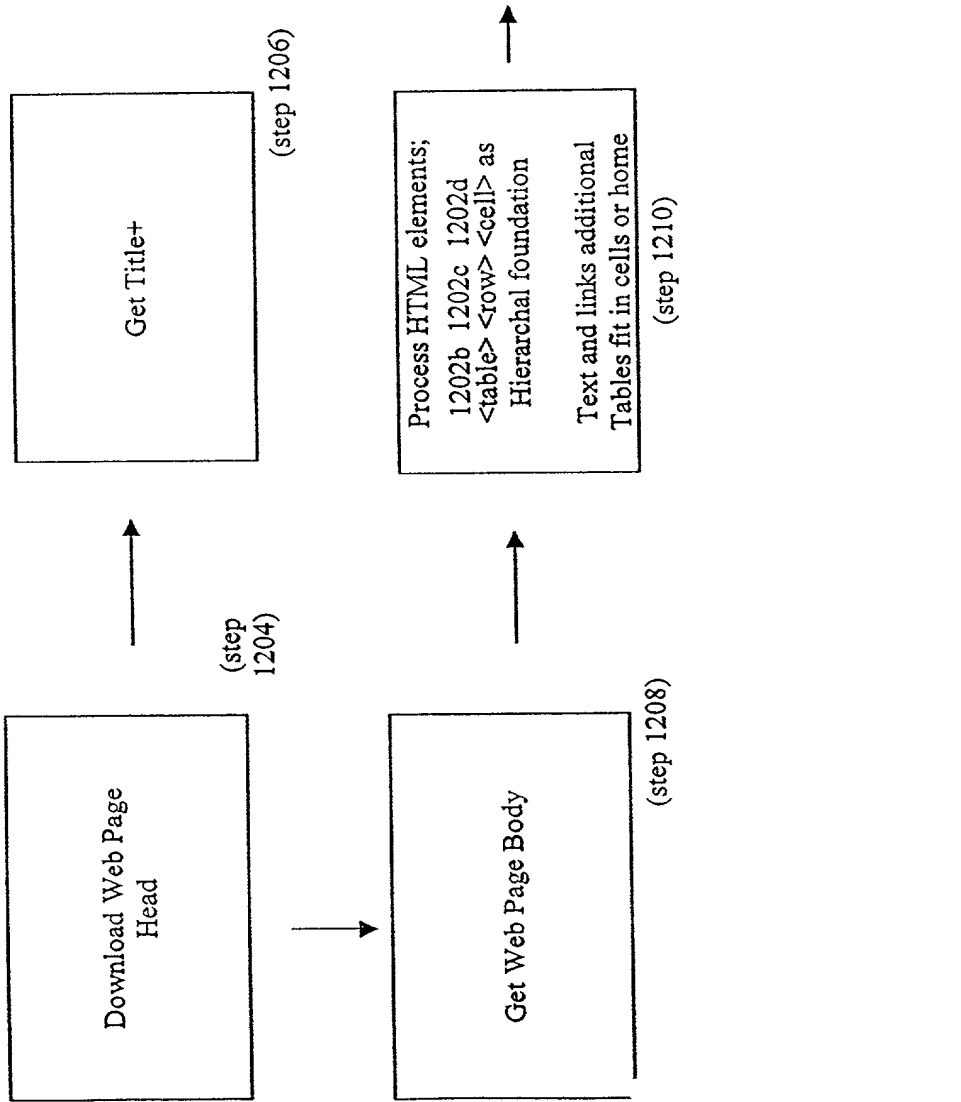 Download Web Page
Head
(step
1204)
Get Title+
(step 1206)
Get Web Page Body
(step 1208)
Process HTML elements;
1202b 1202c 1202d
<table> <row> <cell> as
Hierarchal foundation
Text and links additional
Tables fit in cells or home
(step 1210)